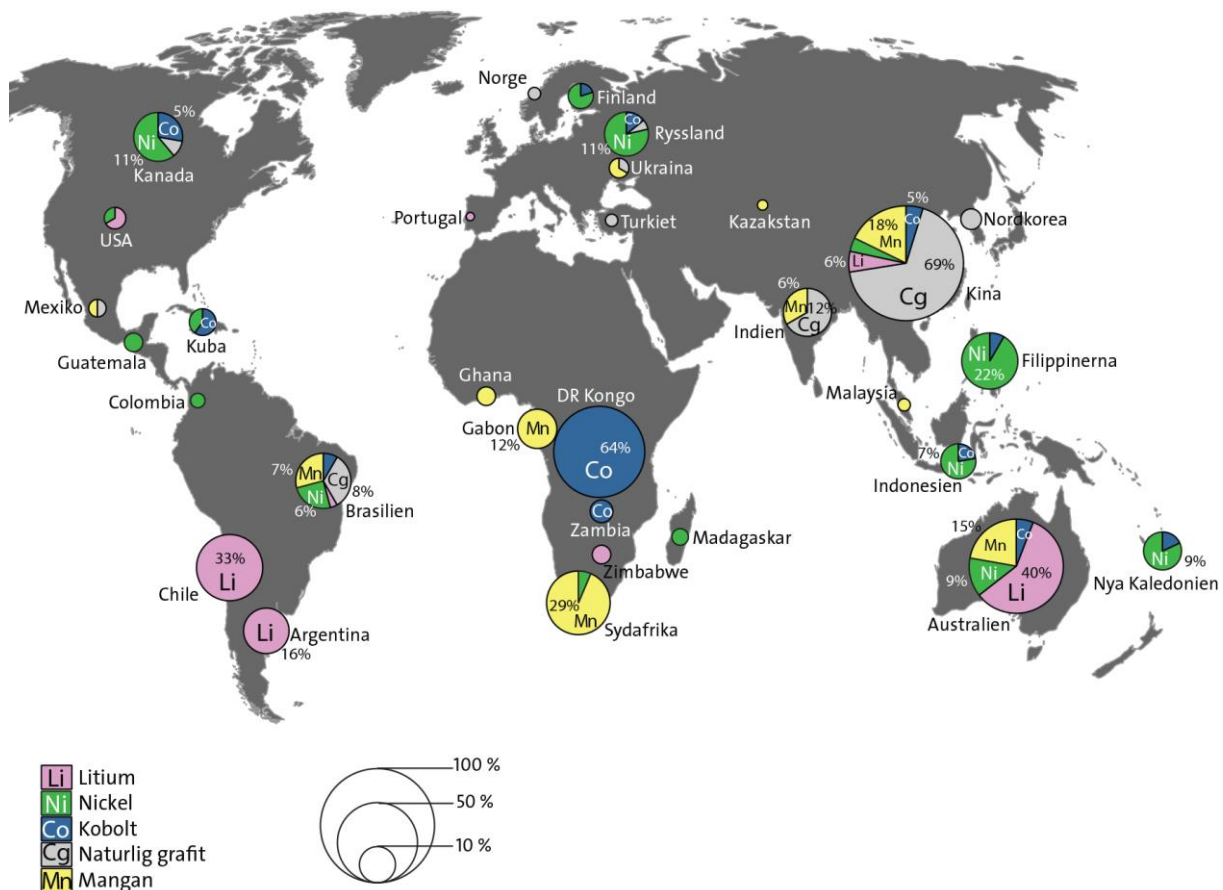 Norge
Finland
5%
Co
Ni
11%
Kanada
Co
Ni
Ryssland
11%
Ukraina
USA
Portugal
Turkiet
Kazakstan
5%
Co
18%
Mn
6%
Li
69%
Cg
Kina
Nordkorea
Mexiko
Co
Kuba
Guatemala
Colombia
6%
Mn
12%
Cg
Indien
Ni
22%
Filippinerna
Malaysia
Ghana
Gabon
12%
Mn
DR Kongo
64%
Co
7%
Co
Ni
Indonesien
7%
Mn
Cg
Ni
8%
6%
Brasilien
Co
Zambia
Madagaskar
Zimbabwe
33%
Li
Chile
Li
Argentina
16%
29%
Mn
Sydafrika
15%
Co
Mn
Ni
9%
40%
Li
Australien
Ni
9%
Nya Kaledonien
Li Litium
Ni Nickel
Co Kobolt
Cg Naturlig grafit
Mn Mangan
100 %
50 %
10 %